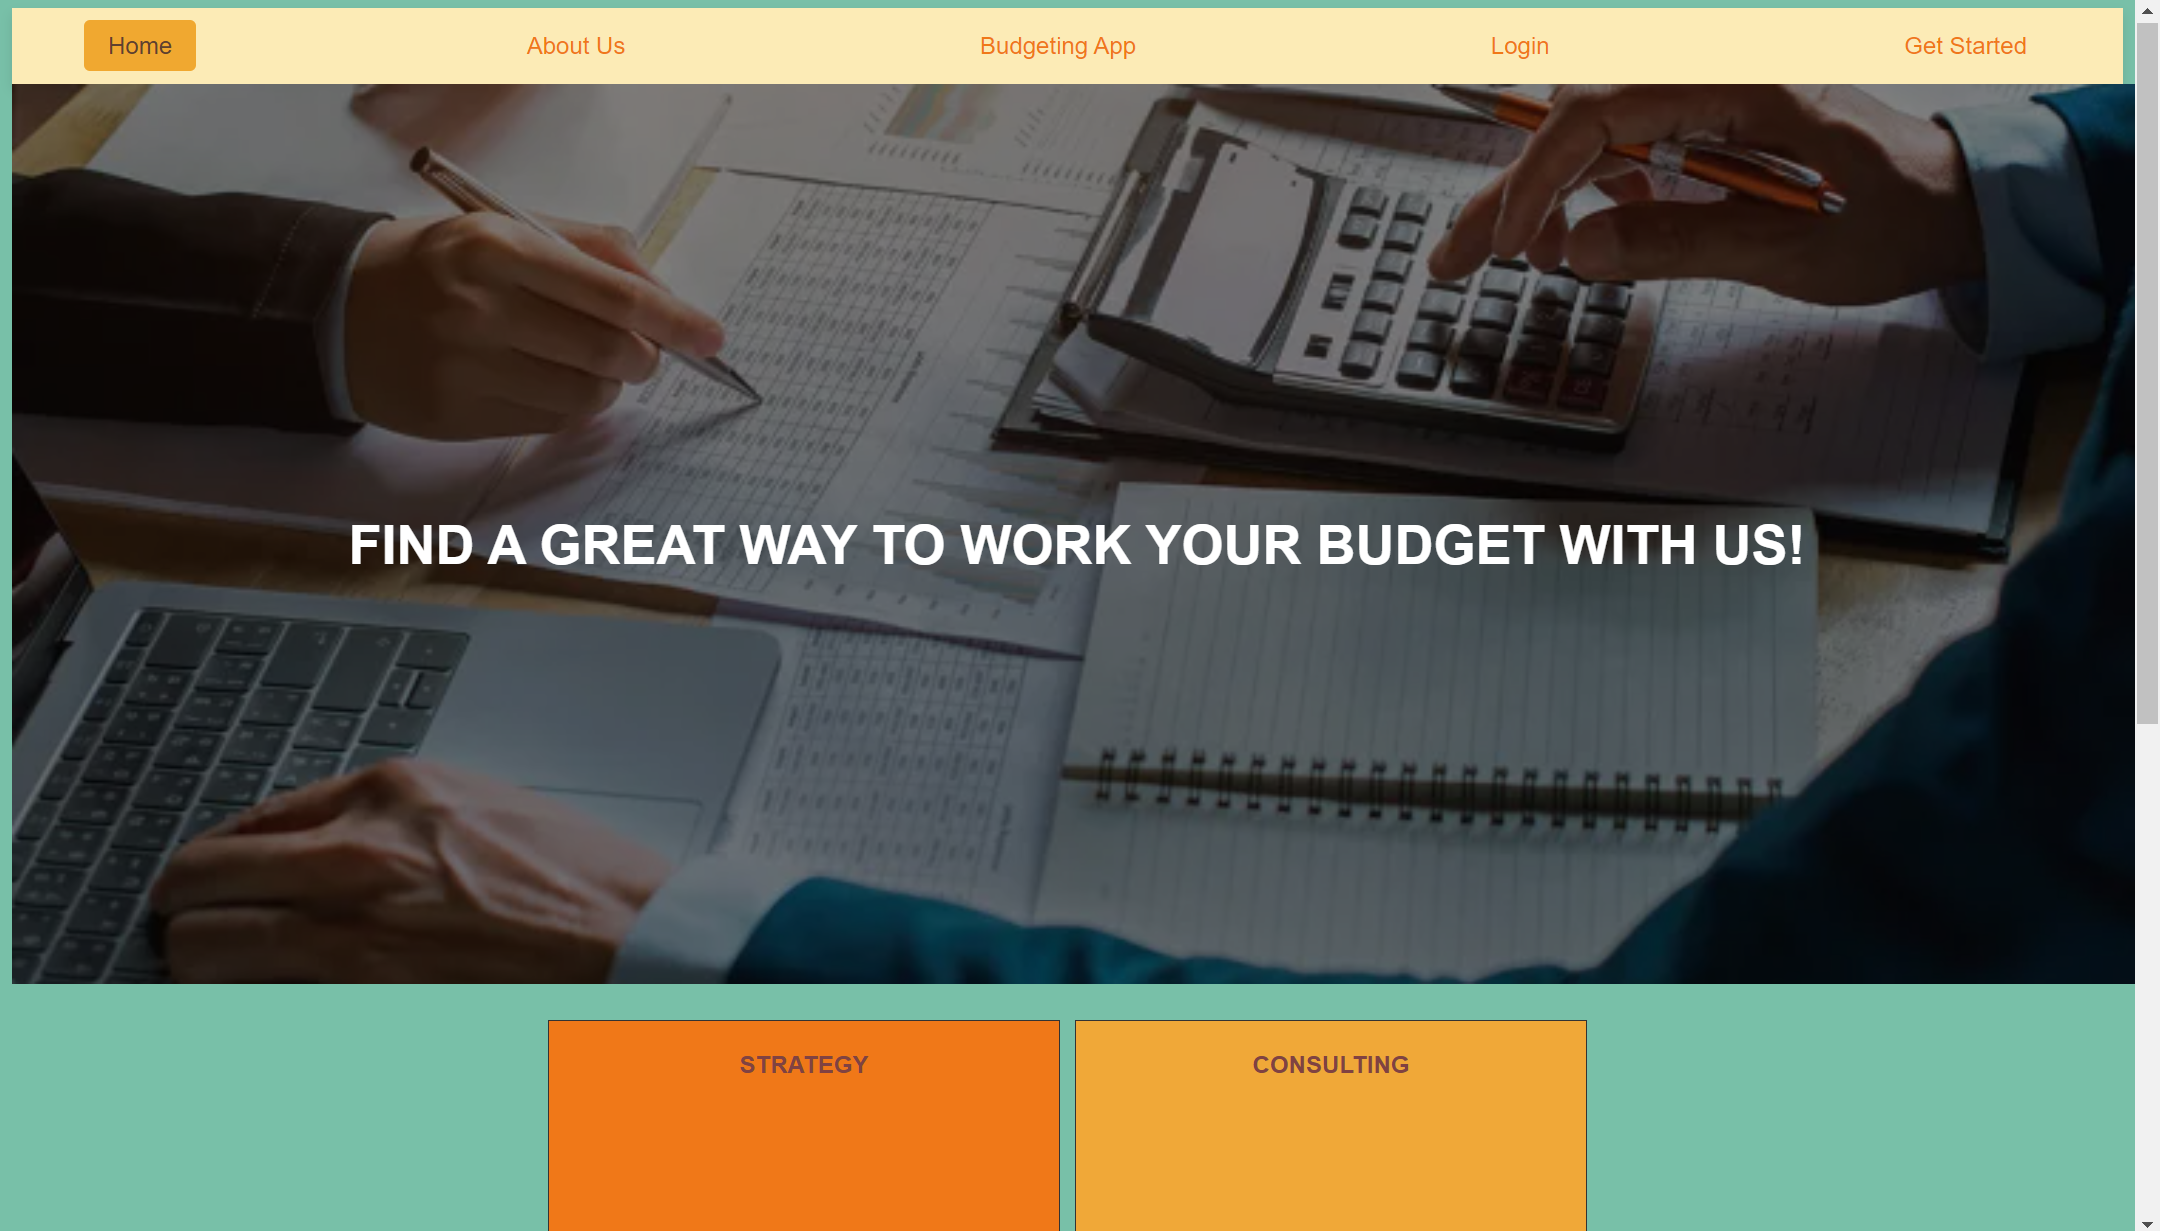 Home About Us Budgeting App Login Get Started
FIND A GREAT WAY TO WORK YOUR BUDGET WITH US!
STRATEGY CONSULTING